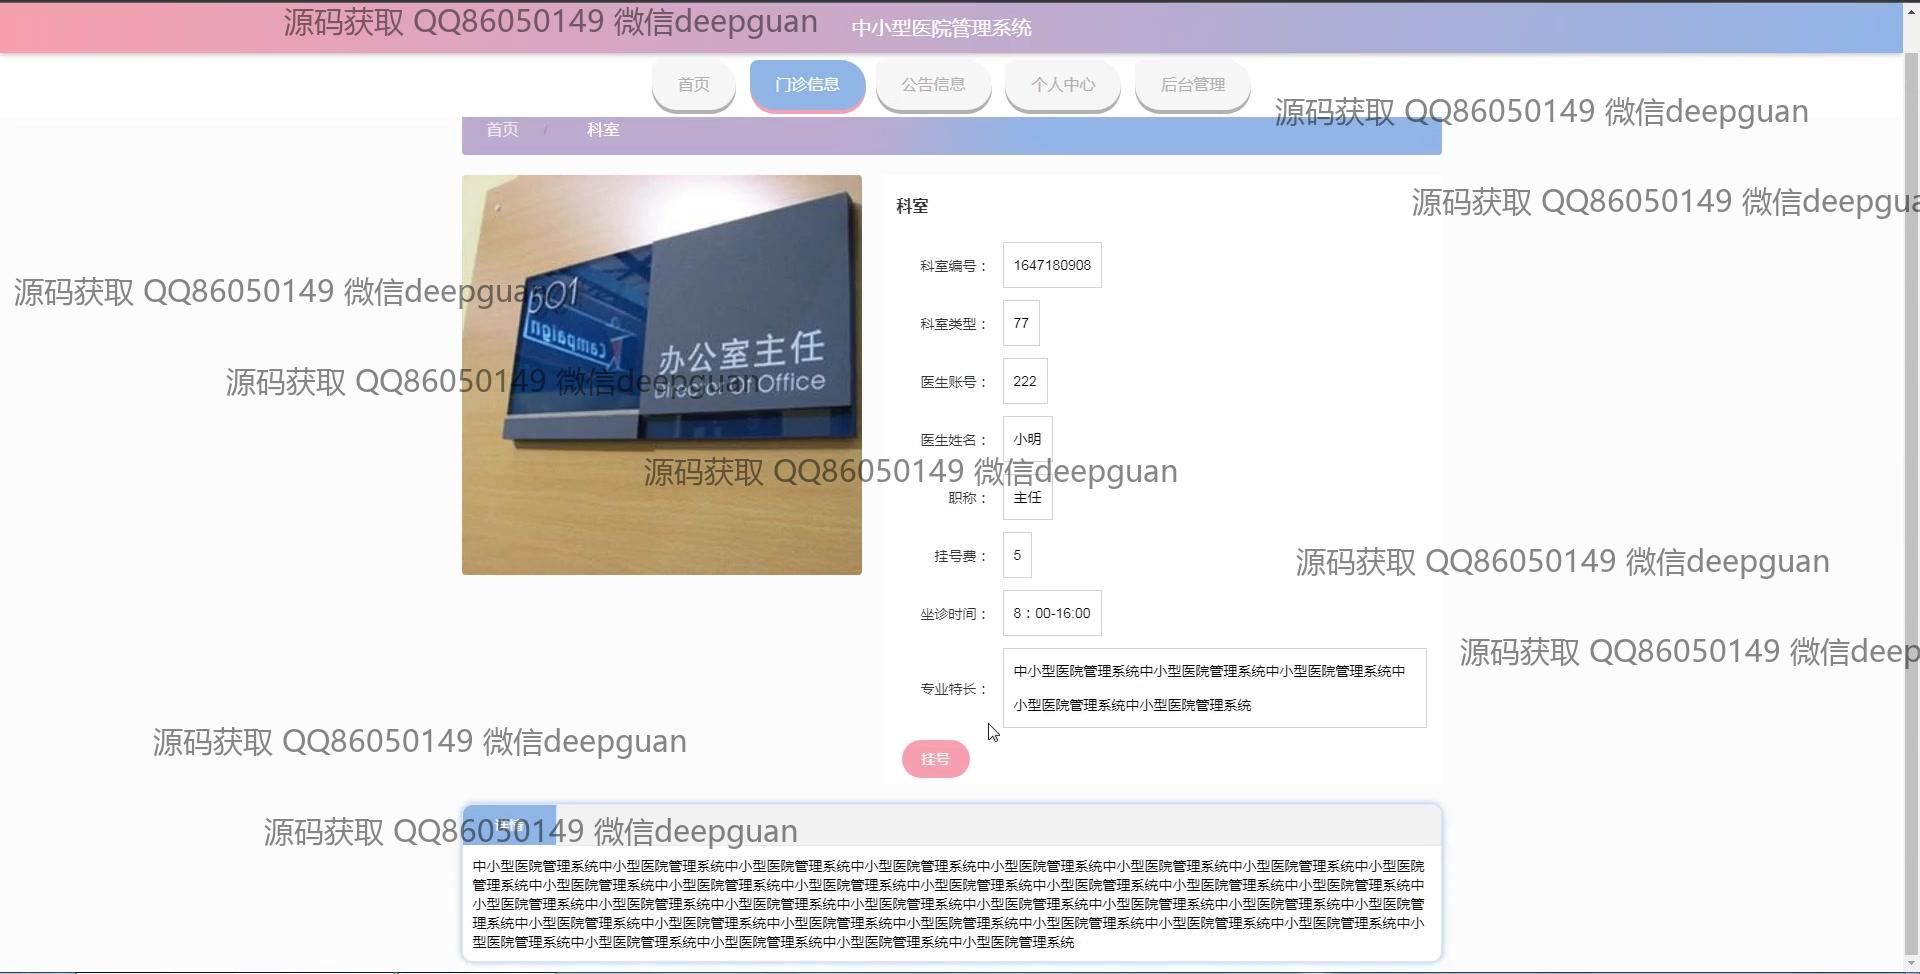 源码获取 QQ86050149 微信deepguan
中小型医院管理系统
首页
门诊信息
公告信息
个人中心
后台管理
源码获取 QQ86050149 微信deepguan
首页 / 科室
源码获取 QQ86050149 微信deepgua
科室
科室编号： 1647180908
源码获取 QQ86050149 微信deepguan
501
Campaign
科室类型： 77
办公室主任
Director Of Office
源码获取 QQ86050149 微信deepguan
医生账号： 222
医生姓名： 小明
源码获取 QQ86050149 微信deepguan
职称： 主任
挂号费： 5
源码获取 QQ86050149 微信deepguan
坐诊时间： 8：00-16:00
源码获取 QQ86050149 微信deep
专业特长： 中小型医院管理系统中小型医院管理系统中小型医院管理系统中
小型医院管理系统中小型医院管理系统
源码获取 QQ86050149 微信deepguan
挂号
源码获取 QQ86050149 微信deepguan
中小型医院管理系统中小型医院管理系统中小型医院管理系统中小型医院管理系统中小型医院管理系统中小型医院管理系统中小型医院管理系统中小型医院
管理系统中小型医院管理系统中小型医院管理系统中小型医院管理系统中小型医院管理系统中小型医院管理系统中小型医院管理系统中小型医院管理系统中
小型医院管理系统中小型医院管理系统中小型医院管理系统中小型医院管理系统中小型医院管理系统中小型医院管理系统中小型医院管理系统中小型医院管
理系统中小型医院管理系统中小型医院管理系统中小型医院管理系统中小型医院管理系统中小型医院管理系统中小型医院管理系统中小型医院管理系统中小
型医院管理系统中小型医院管理系统中小型医院管理系统中小型医院管理系统中小型医院管理系统